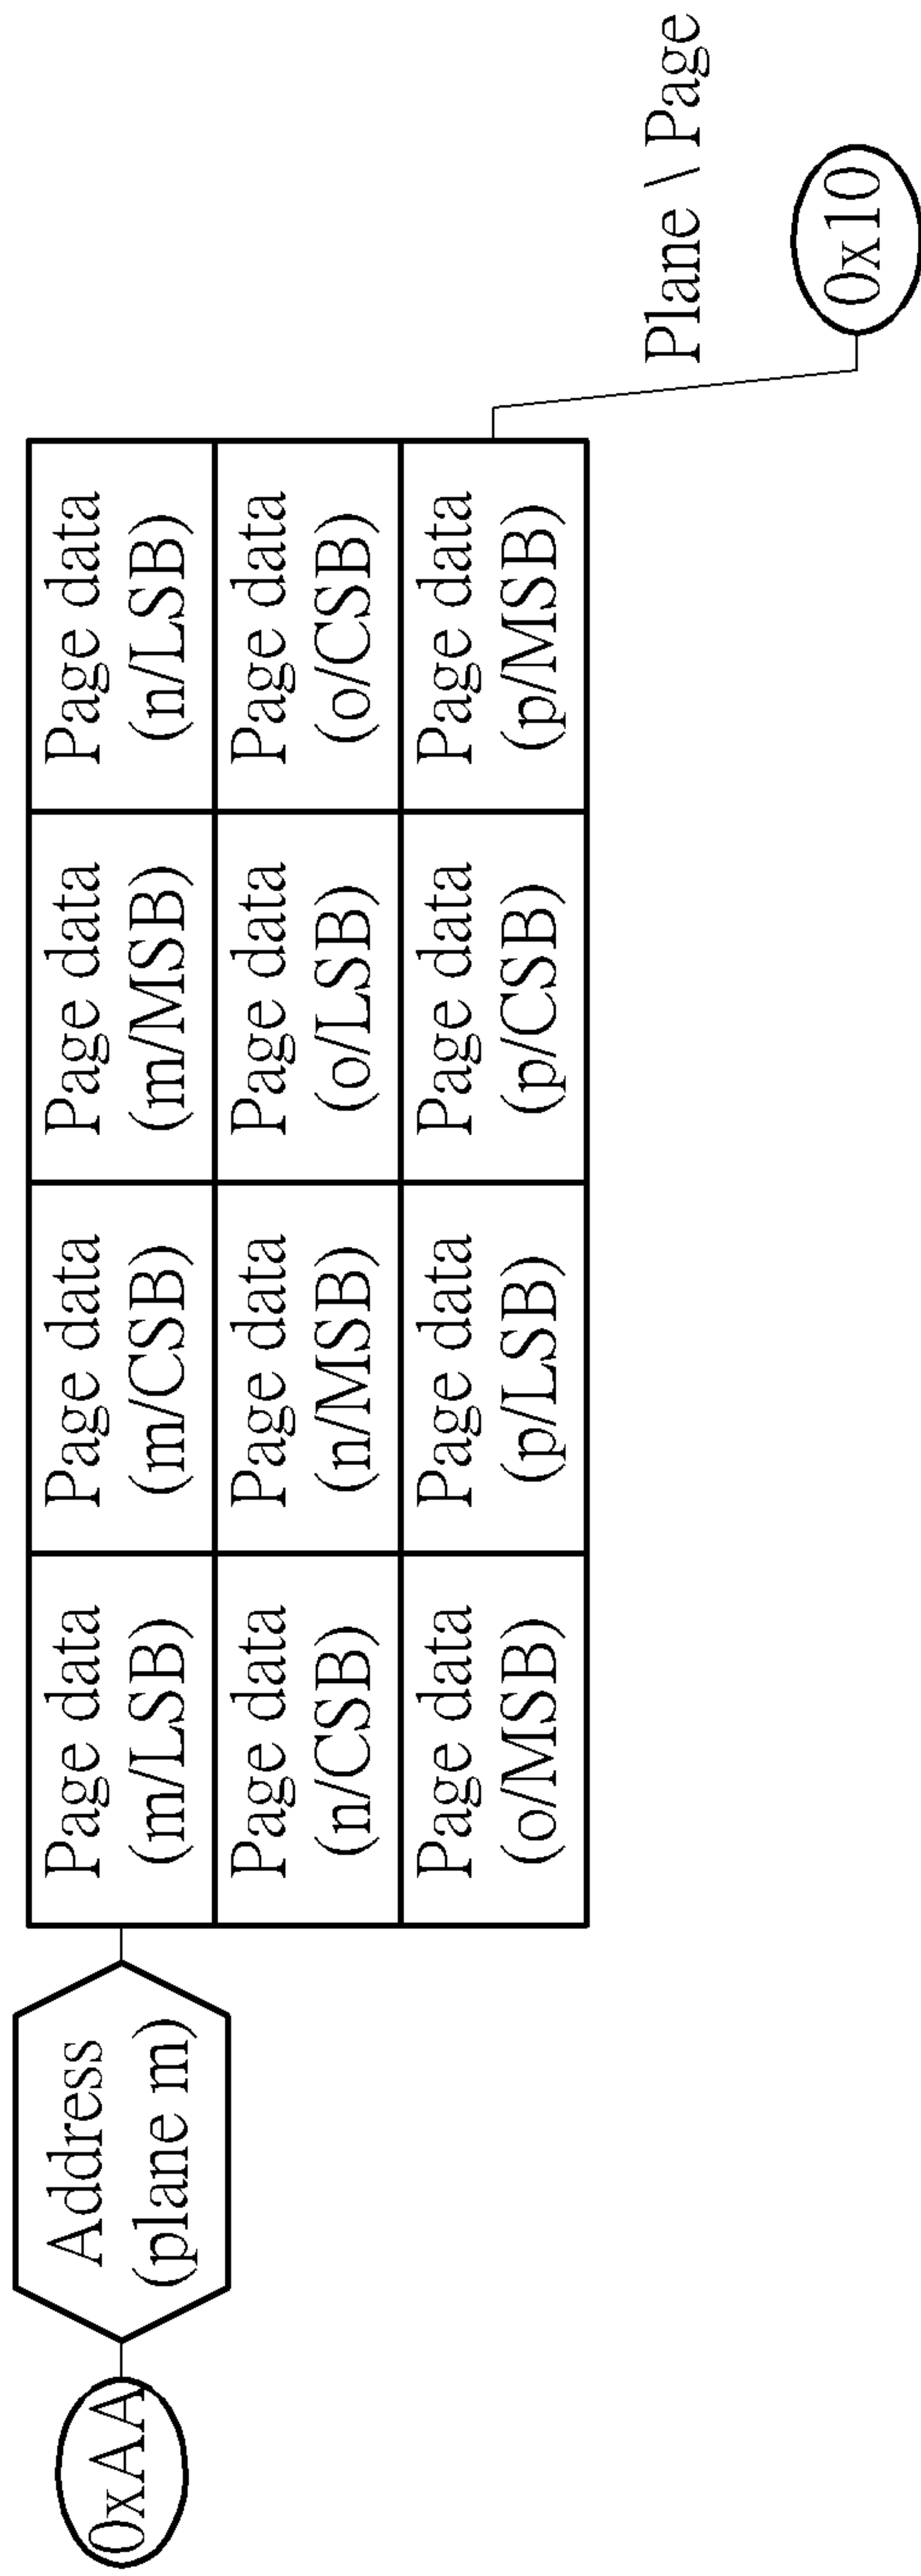 0xAA
Address
(plane m)
Page data
(m/LSB)
Page data
(m/CSB)
Page data
(m/MSB)
Page data
(n/LSB)
Page data
(n/CSB)
Page data
(n/MSB)
Page data
(o/LSB)
Page data
(o/CSB)
Page data
(o/MSB)
Page data
(p/LSB)
Page data
(p/CSB)
Page data
(p/MSB)
Plane \ Page
0x10